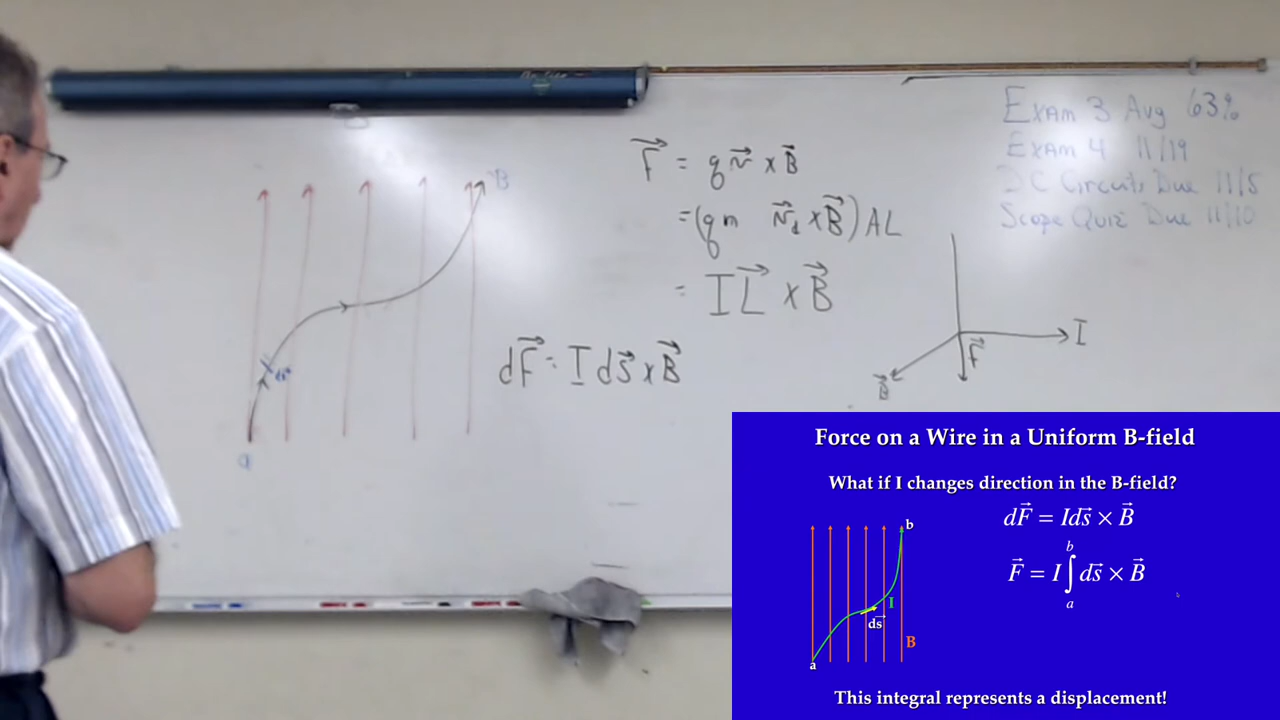 Exam 3 Avg 63%
Exam 4 11/19
DC Circuits Due 11/5
Scope Quiz Due 11/10
F⃗ = qv⃗ × B⃗
= (qn v⃗_d × B⃗) AL
= I L⃗ × B⃗
dF⃗ = I ds⃗ × B⃗
B
ds⃗
a
I
F⃗
B⃗
Force on a Wire in a Uniform B-field
What if I changes direction in the B-field?
dF⃗ = Ids⃗ × B⃗
F⃗ = I ∫_a^b ds⃗ × B⃗
b
I
ds⃗
B
a
This integral represents a displacement!